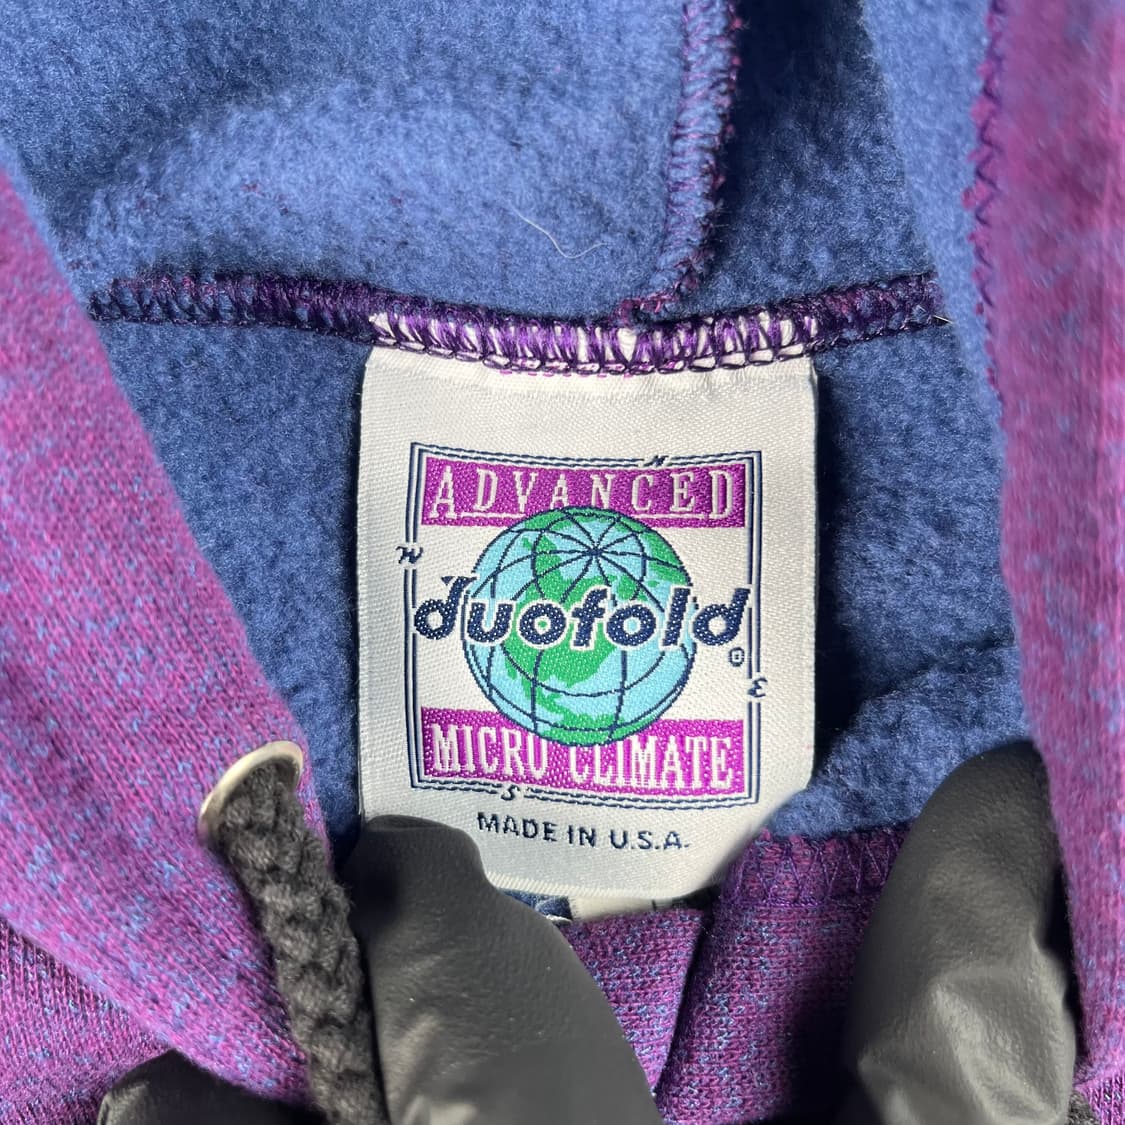 N
ADVANCED
W
duofold®
E
MICRO CLIMATE
S
MADE IN U.S.A.